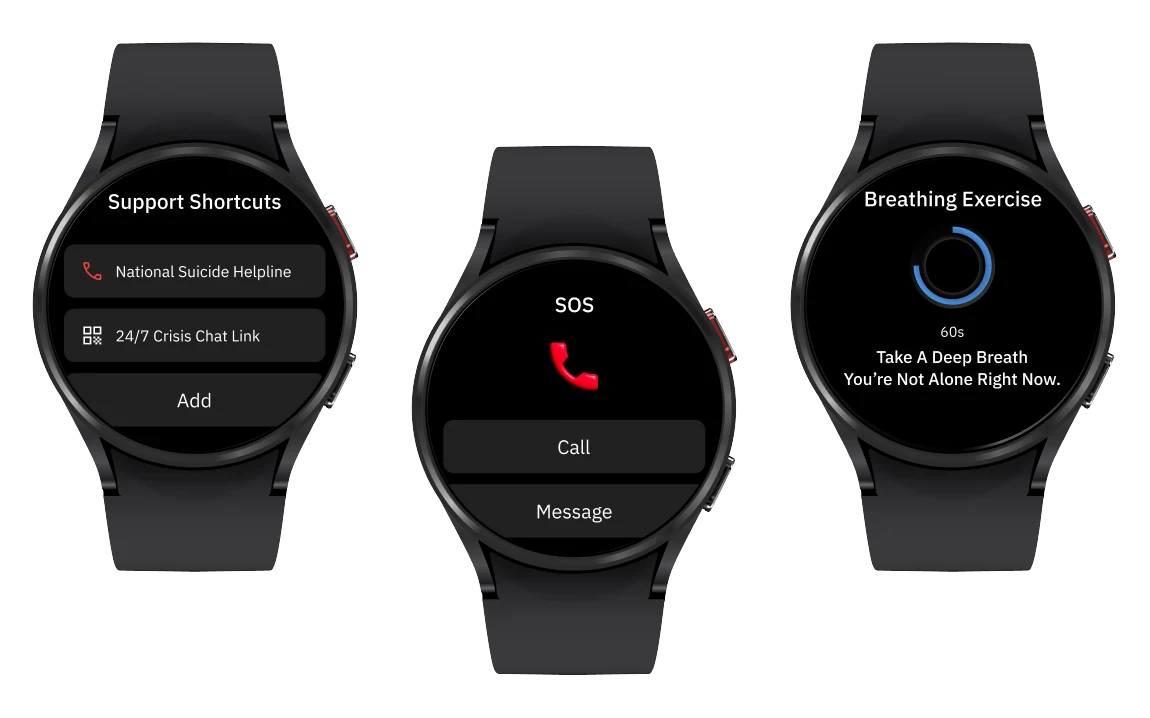 Support Shortcuts
National Suicide Helpline
24/7 Crisis Chat Link
Add
SOS
Call
Message
Breathing Exercise
60s
Take A Deep Breath
You’re Not Alone Right Now.